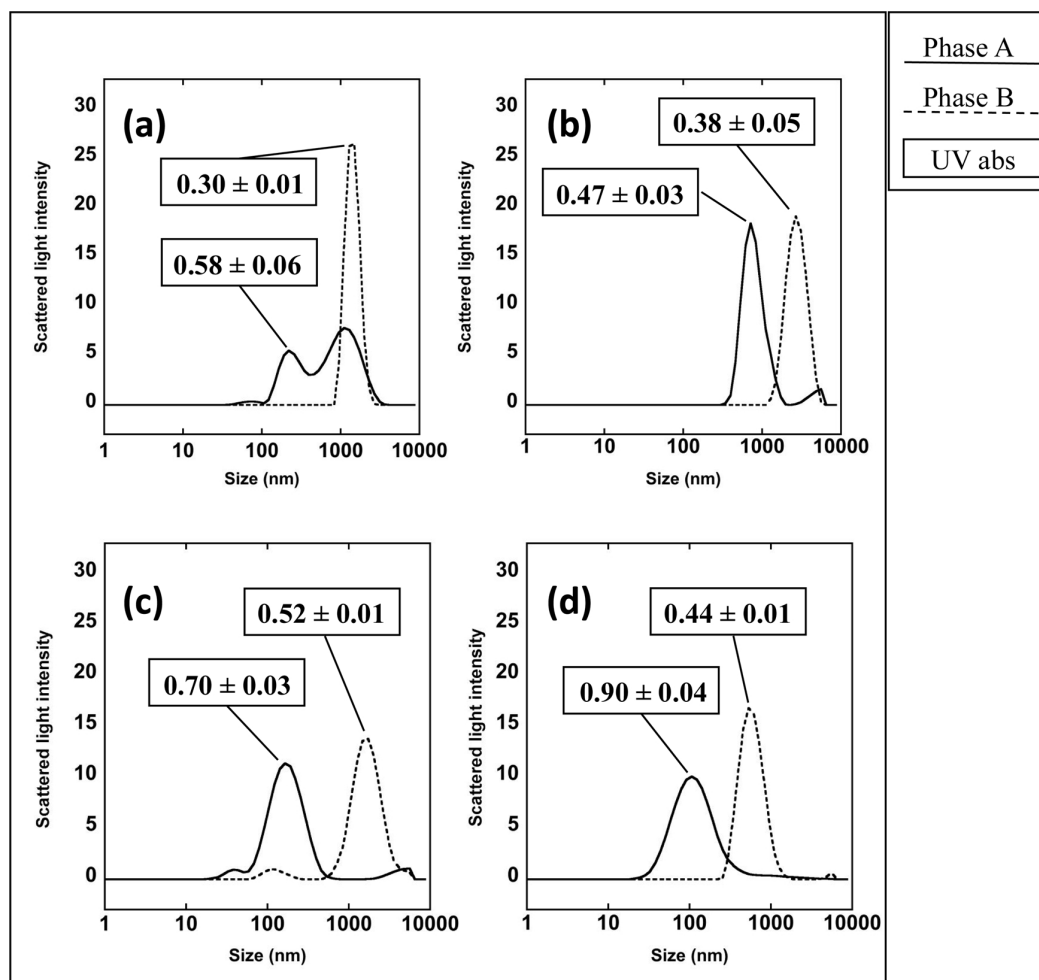 Phase A
Phase B
UV abs
(a)
30
25
20
15
10
5
0
Scattered light intensity
0.30 ± 0.01
0.58 ± 0.06
1 10 100 1000 10000
Size (nm)
(b)
30
25
20
15
10
5
0
Scattered light intensity
0.38 ± 0.05
0.47 ± 0.03
1 10 100 1000 10000
Size (nm)
(c)
30
25
20
15
10
5
0
Scattered light intensity
0.52 ± 0.01
0.70 ± 0.03
1 10 100 1000 10000
Size (nm)
(d)
30
25
20
15
10
5
0
Scattered light intensity
0.44 ± 0.01
0.90 ± 0.04
1 10 100 1000 10000
Size (nm)